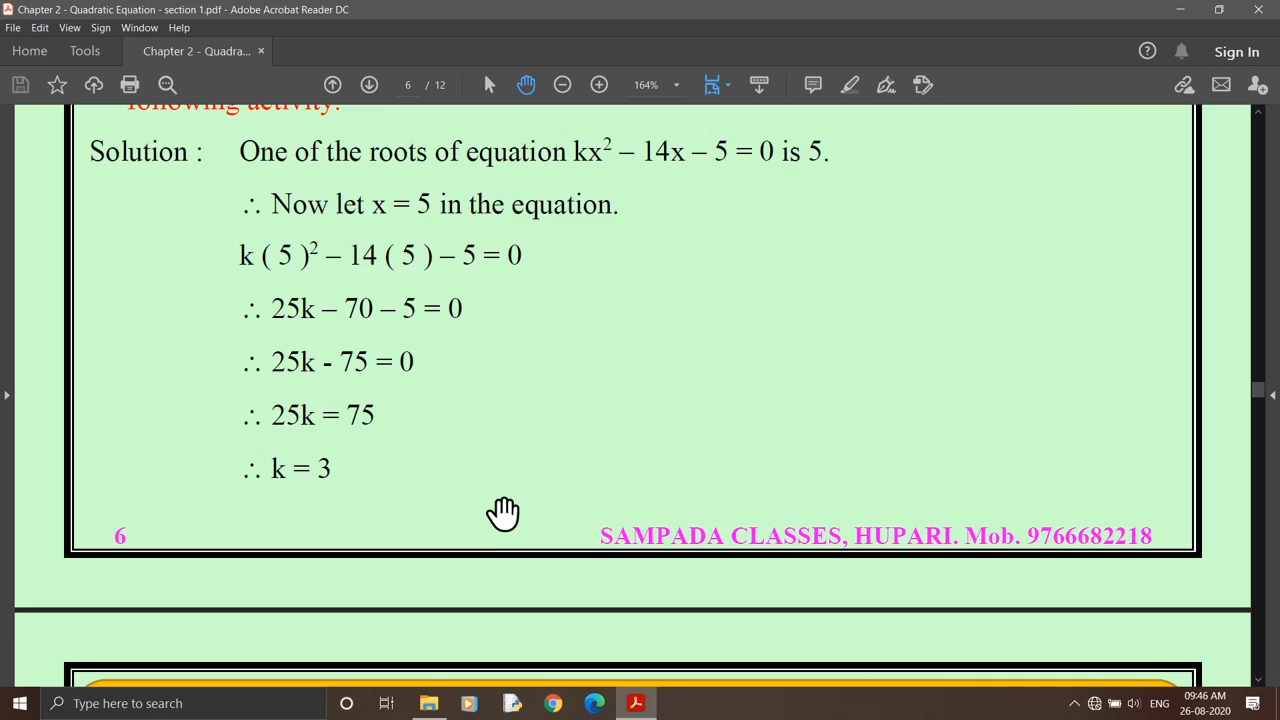 Chapter 2 - Quadratic Equation - section 1.pdf - Adobe Acrobat Reader DC
File Edit View Sign Window Help
Home Tools Chapter 2 - Quadra... × Sign In
6 / 12 164%
following activity.
Solution : One of the roots of equation kx² – 14x – 5 = 0 is 5.
∴ Now let x = 5 in the equation.
k ( 5 )² – 14 ( 5 ) – 5 = 0
∴ 25k – 70 – 5 = 0
∴ 25k - 75 = 0
∴ 25k = 75
∴ k = 3
6 SAMPADA CLASSES, HUPARI. Mob. 9766682218
Type here to search ENG 09:46 AM
26-08-2020